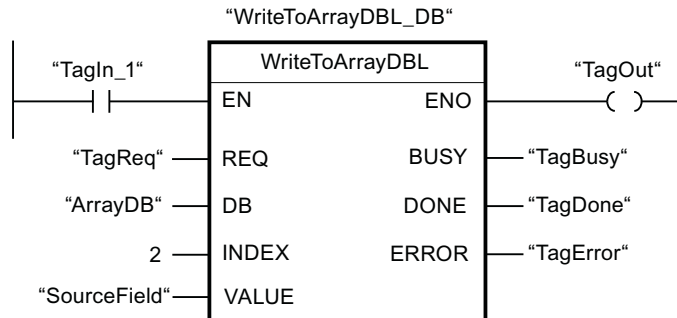 “WriteToArrayDBL_DB“
WriteToArrayDBL
“TagIn_1“ EN ENO “TagOut“
“TagReq“ REQ BUSY “TagBusy“
“ArrayDB“ DB DONE “TagDone“
2 INDEX ERROR “TagError“
“SourceField“ VALUE